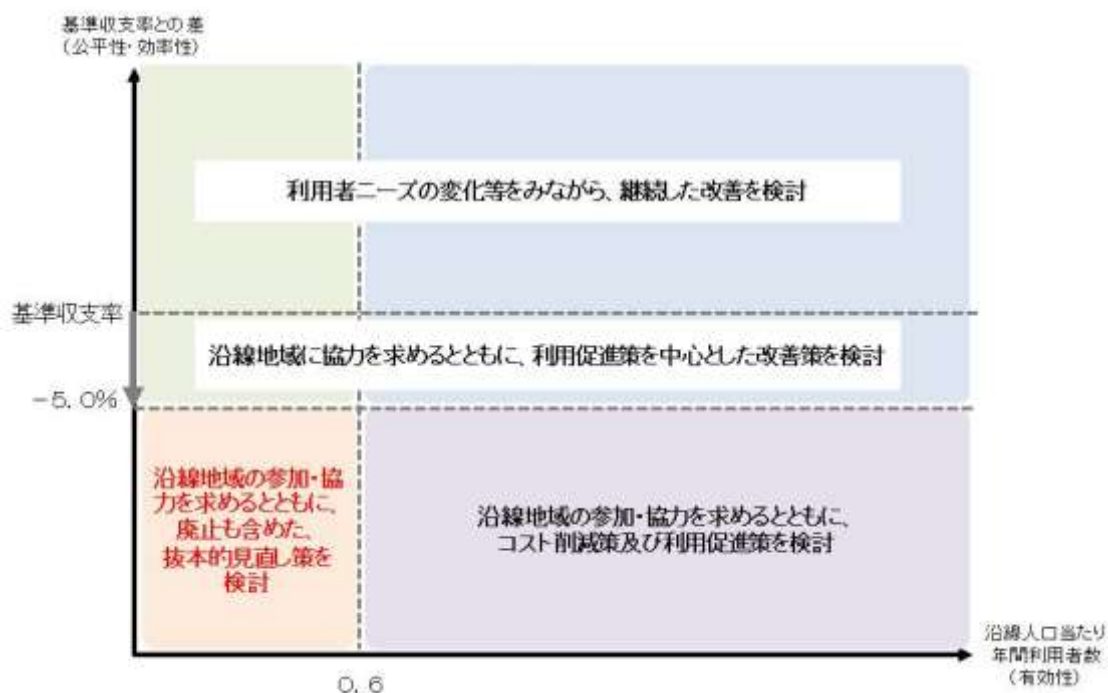 基準収支率との差
（公平性・効率性）
利用者ニーズの変化等をみながら、継続した改善を検討
基準収支率
沿線地域に協力を求めるとともに、利用促進策を中心とした改善策を検討
－5．0％
沿線地域の参加・協
力を求めるとともに、
廃止も含めた、
抜本的見直し策を
検討
沿線地域の参加・協力を求めるとともに、
コスト削減策及び利用促進策を検討
沿線人口当たり
年間利用者数
（有効性）
0．6